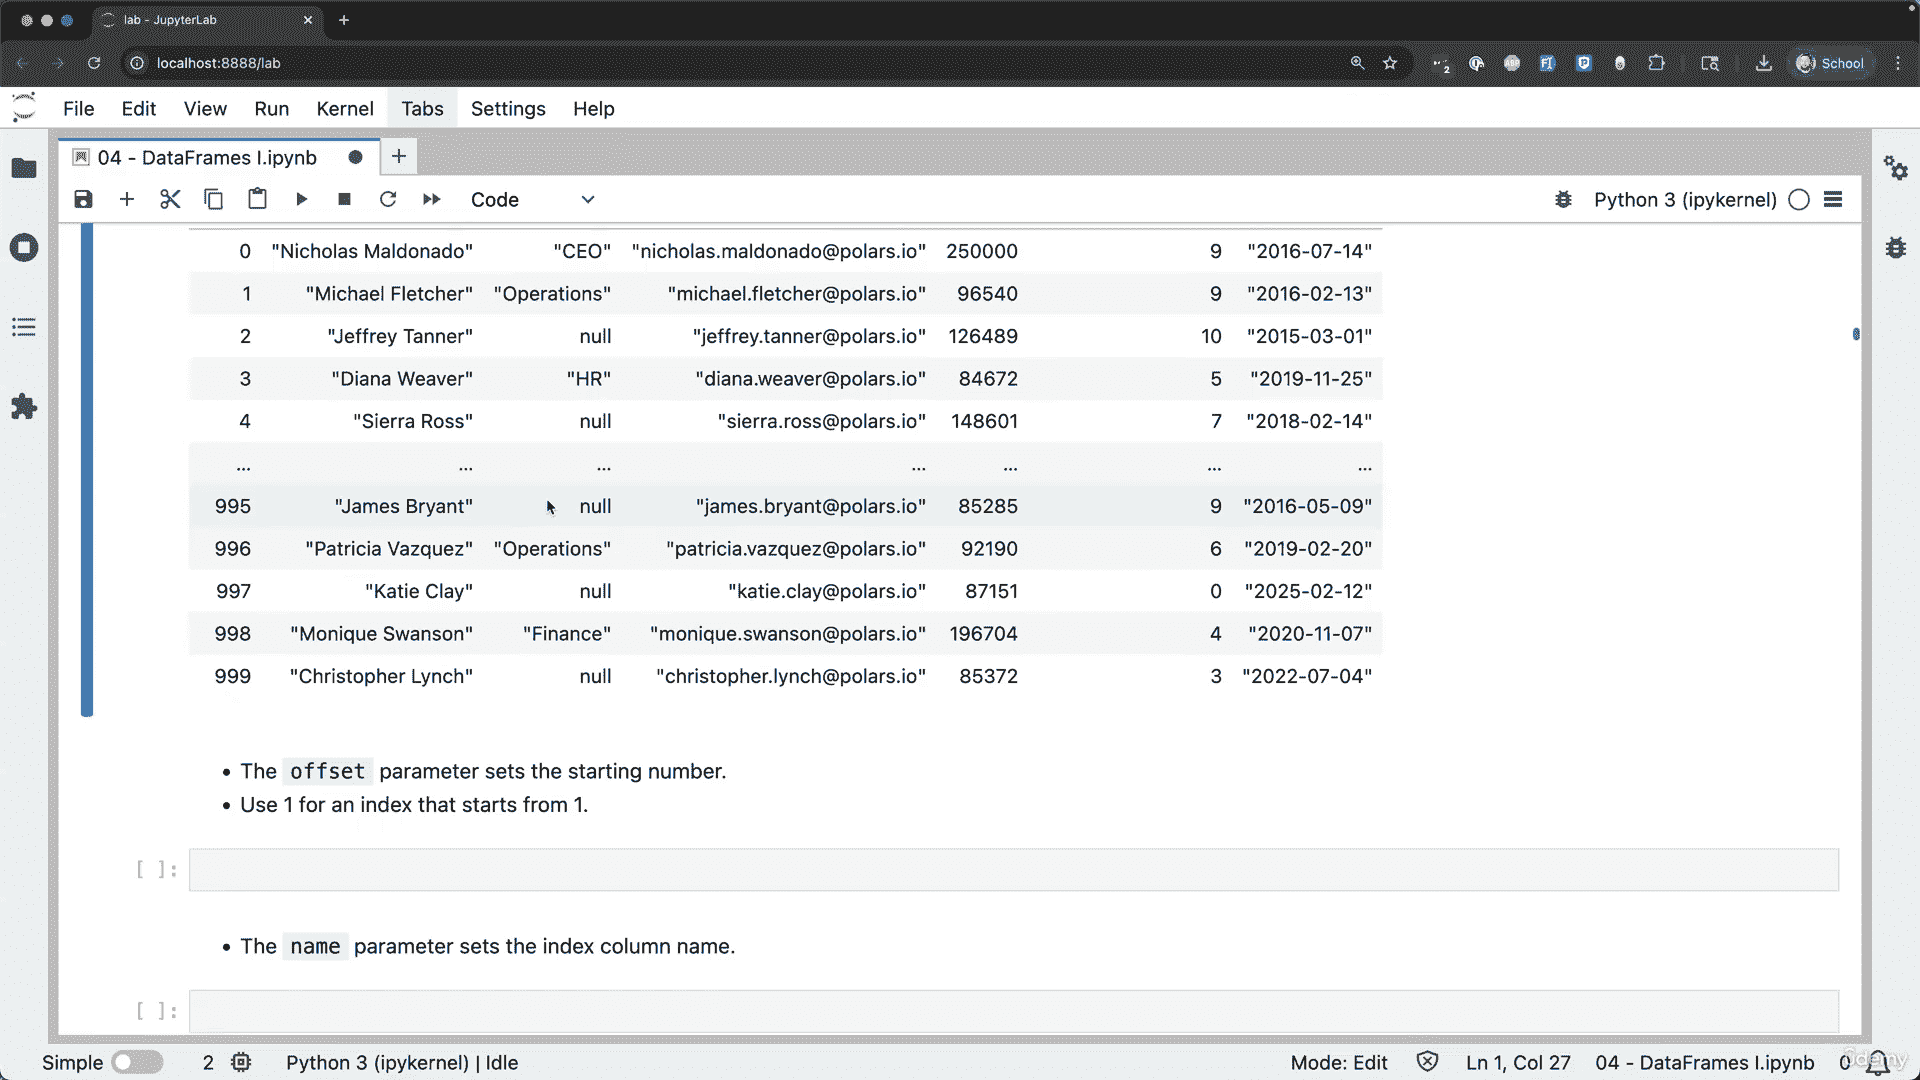 lab - JupyterLab
localhost:8888/lab
2
ABP
School
File Edit View Run Kernel Tabs Settings Help
04 - DataFrames I.ipynb
Code
Python 3 (ipykernel)
0 "Nicholas Maldonado" "CEO" "nicholas.maldonado@polars.io" 250000 9 "2016-07-14"
1 "Michael Fletcher" "Operations" "michael.fletcher@polars.io" 96540 9 "2016-02-13"
2 "Jeffrey Tanner" null "jeffrey.tanner@polars.io" 126489 10 "2015-03-01"
3 "Diana Weaver" "HR" "diana.weaver@polars.io" 84672 5 "2019-11-25"
4 "Sierra Ross" null "sierra.ross@polars.io" 148601 7 "2018-02-14"
... ... ... ... ... ... ...
995 "James Bryant" null "james.bryant@polars.io" 85285 9 "2016-05-09"
996 "Patricia Vazquez" "Operations" "patricia.vazquez@polars.io" 92190 6 "2019-02-20"
997 "Katie Clay" null "katie.clay@polars.io" 87151 0 "2025-02-12"
998 "Monique Swanson" "Finance" "monique.swanson@polars.io" 196704 4 "2020-11-07"
999 "Christopher Lynch" null "christopher.lynch@polars.io" 85372 3 "2022-07-04"
• The offset parameter sets the starting number.
• Use 1 for an index that starts from 1.
[ ]:
• The name parameter sets the index column name.
[ ]:
Simple 2 Python 3 (ipykernel) | Idle Mode: Edit Ln 1, Col 27 04 - DataFrames I.ipynb 0
udemy